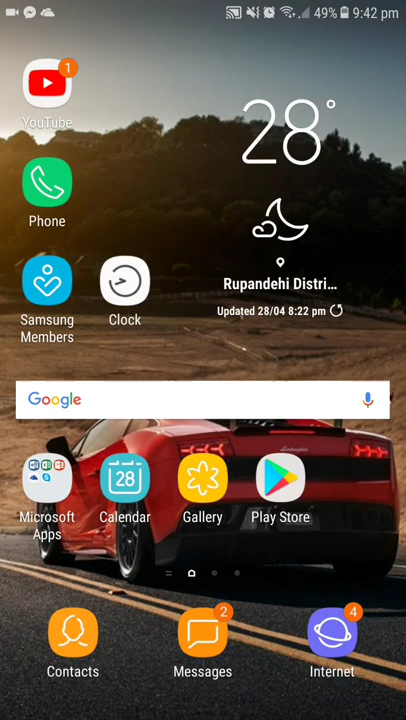 49% 9:42 pm
1
YouTube
28°
Phone
Rupandehi Distri...
Updated 28/04 8:22 pm
Samsung
Members
Clock
Google
Lamborghini
28
Microsoft
Apps
Calendar
Gallery
Play Store
2
4
Contacts
Messages
Internet